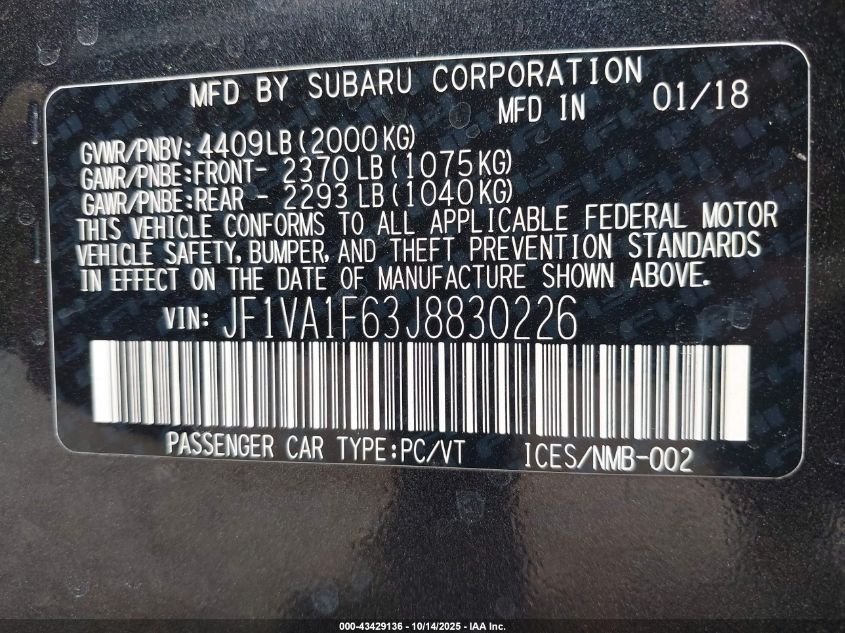 MFD BY SUBARU CORPORATION
MFD IN 01/18
GVWR/PNBV: 4409LB (2000KG)
GAWR/PNBE:FRONT- 2370 LB (1075KG)
GAWR/PNBE:REAR - 2293 LB (1040KG)
THIS VEHICLE CONFORMS TO ALL APPLICABLE FEDERAL MOTOR
VEHICLE SAFETY, BUMPER, AND THEFT PREVENTION STANDARDS
IN EFFECT ON THE DATE OF MANUFACTURE SHOWN ABOVE.
VIN: JF1VA1F63J8830226
PASSENGER CAR TYPE:PC/VT ICES/NMB-002
000-43429136 - 10/14/2025 - IAA Inc.